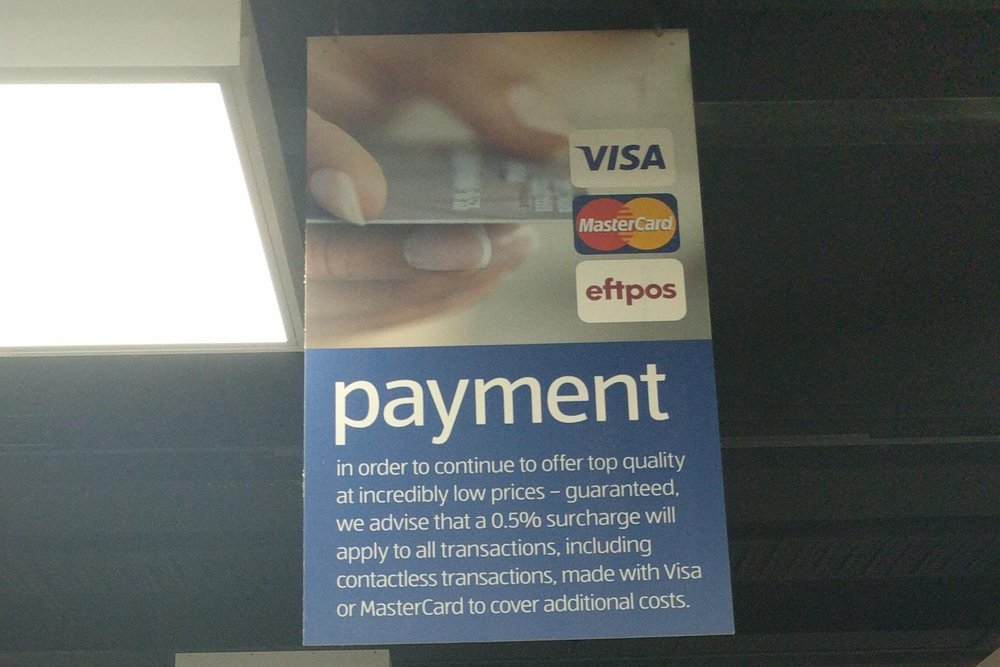 VISA
MasterCard
eftpos
payment
in order to continue to offer top quality
at incredibly low prices – guaranteed,
we advise that a 0.5% surcharge will
apply to all transactions, including
contactless transactions, made with Visa
or MasterCard to cover additional costs.